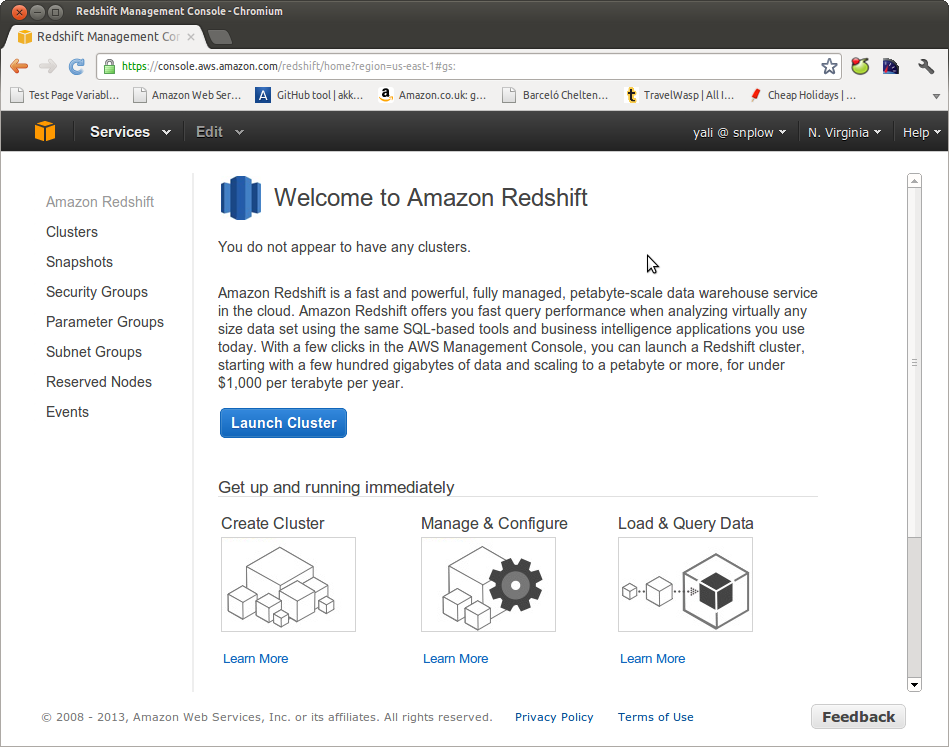 Redshift Management Console - Chromium
Redshift Management Con
https://console.aws.amazon.com/redshift/home?region=us-east-1#gs:
Test Page Variabl... Amazon Web Ser... A GitHub tool | akk... a Amazon.co.uk: g... Barceló Chelten... t TravelWasp | All I... Cheap Holidays | ...
Services Edit yali @ snplow N. Virginia Help
Amazon Redshift
Clusters
Snapshots
Security Groups
Parameter Groups
Subnet Groups
Reserved Nodes
Events
Welcome to Amazon Redshift
You do not appear to have any clusters.
Amazon Redshift is a fast and powerful, fully managed, petabyte-scale data warehouse service
in the cloud. Amazon Redshift offers you fast query performance when analyzing virtually any
size data set using the same SQL-based tools and business intelligence applications you use
today. With a few clicks in the AWS Management Console, you can launch a Redshift cluster,
starting with a few hundred gigabytes of data and scaling to a petabyte or more, for under
$1,000 per terabyte per year.
Launch Cluster
Get up and running immediately
Create Cluster Manage & Configure Load & Query Data
Learn More Learn More Learn More
© 2008 - 2013, Amazon Web Services, Inc. or its affiliates. All rights reserved. Privacy Policy Terms of Use Feedback